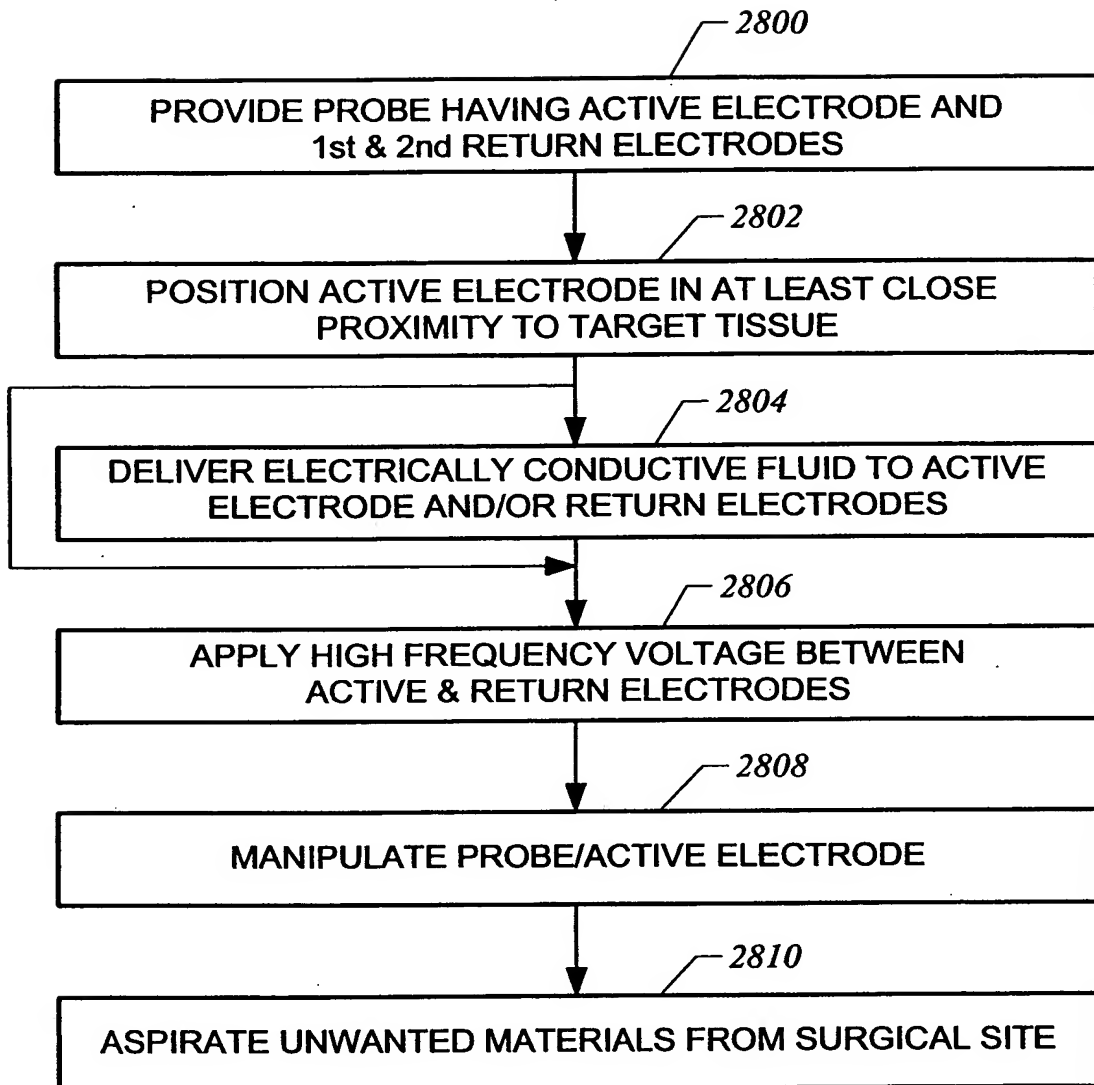 2800
PROVIDE PROBE HAVING ACTIVE ELECTRODE AND
1st & 2nd RETURN ELECTRODES
2802
POSITION ACTIVE ELECTRODE IN AT LEAST CLOSE
PROXIMITY TO TARGET TISSUE
2804
DELIVER ELECTRICALLY CONDUCTIVE FLUID TO ACTIVE
ELECTRODE AND/OR RETURN ELECTRODES
2806
APPLY HIGH FREQUENCY VOLTAGE BETWEEN
ACTIVE & RETURN ELECTRODES
2808
MANIPULATE PROBE/ACTIVE ELECTRODE
2810
ASPIRATE UNWANTED MATERIALS FROM SURGICAL SITE